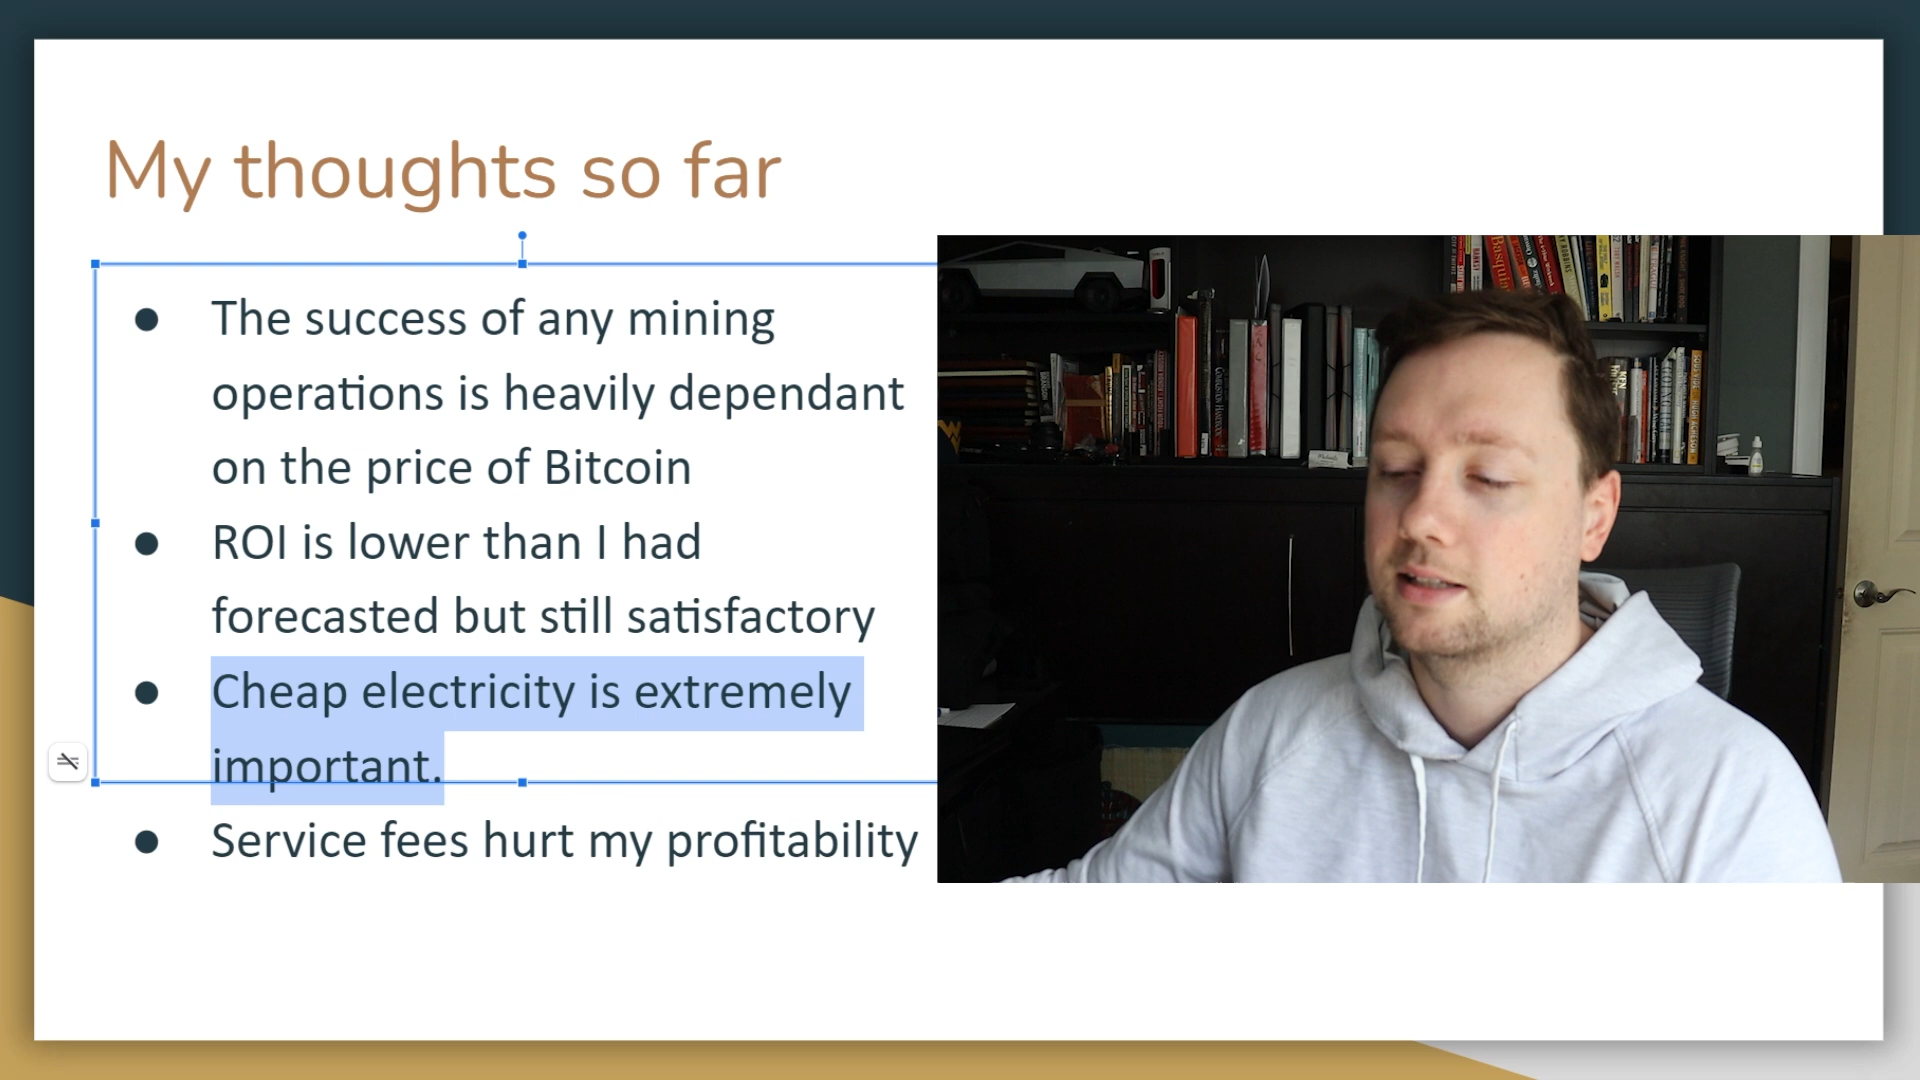 My thoughts so far
● The success of any mining
operations is heavily dependant
on the price of Bitcoin
● ROI is lower than I had
forecasted but still satisfactory
● Cheap electricity is extremely
important.
● Service fees hurt my profitability